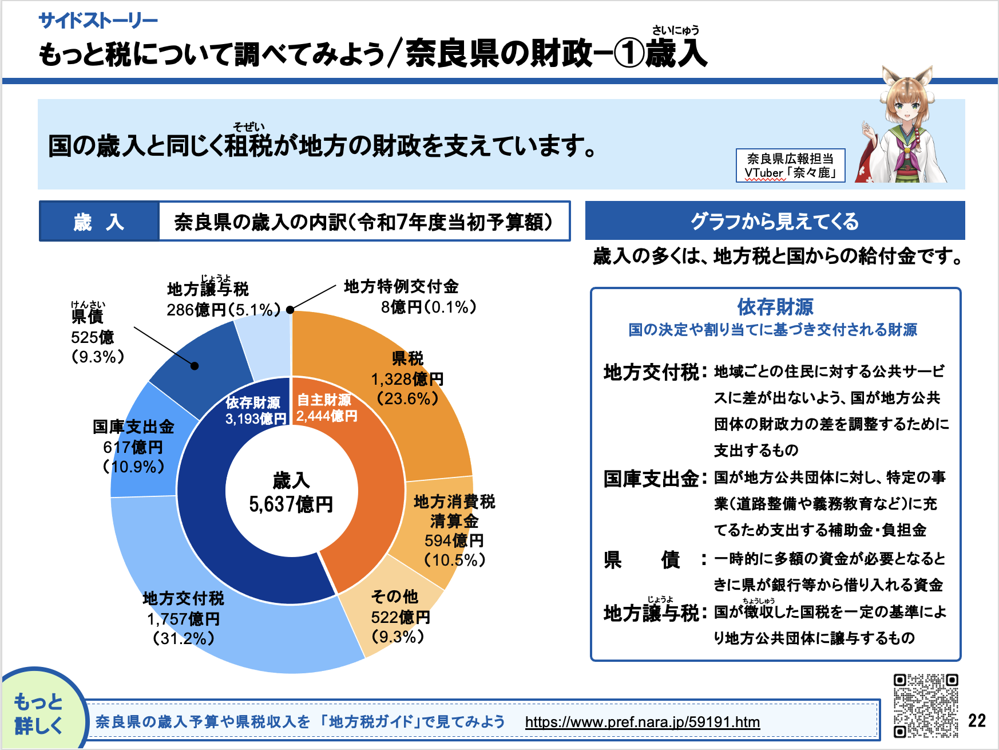 サイドストーリー
さいにゅう
もっと税について調べてみよう/奈良県の財政ー①歳入
そぜい
国の歳入と同じく租税が地方の財政を支えています。
奈良県広報担当
VTuber「奈々鹿」
歳 入
奈良県の歳入の内訳(令和7年度当初予算額)
じょうよ
地方譲与税
286億円(5.1%)
地方特例交付金
8億円(0.1%)
けんさい
県債
525億
(9.3%)
県税
1,328億円
(23.6%)
依存財源
3,193億円
自主財源
2,444億円
国庫支出金
617億円
(10.9%)
歳入
5,637億円
地方消費税
清算金
594億円
(10.5%)
地方交付税
1,757億円
(31.2%)
その他
522億円
(9.3%)
グラフから見えてくる
歳入の多くは、地方税と国からの給付金です。
依存財源
国の決定や割り当てに基づき交付される財源
地方交付税:地域ごとの住民に対する公共サービ
スに差が出ないよう、国が地方公共
団体の財政力の差を調整するために
支出するもの
国庫支出金:国が地方公共団体に対し、特定の事
業(道路整備や義務教育など)に充
てるため支出する補助金・負担金
県 債 :一時的に多額の資金が必要となると
きに県が銀行等から借り入れる資金
じょうよ ちょうしゅう
地方譲与税:国が徴収した国税を一定の基準によ
り地方公共団体に譲与するもの
もっと
詳しく
奈良県の歳入予算や県税収入を「地方税ガイド」で見てみよう https://www.pref.nara.jp/59191.htm
22